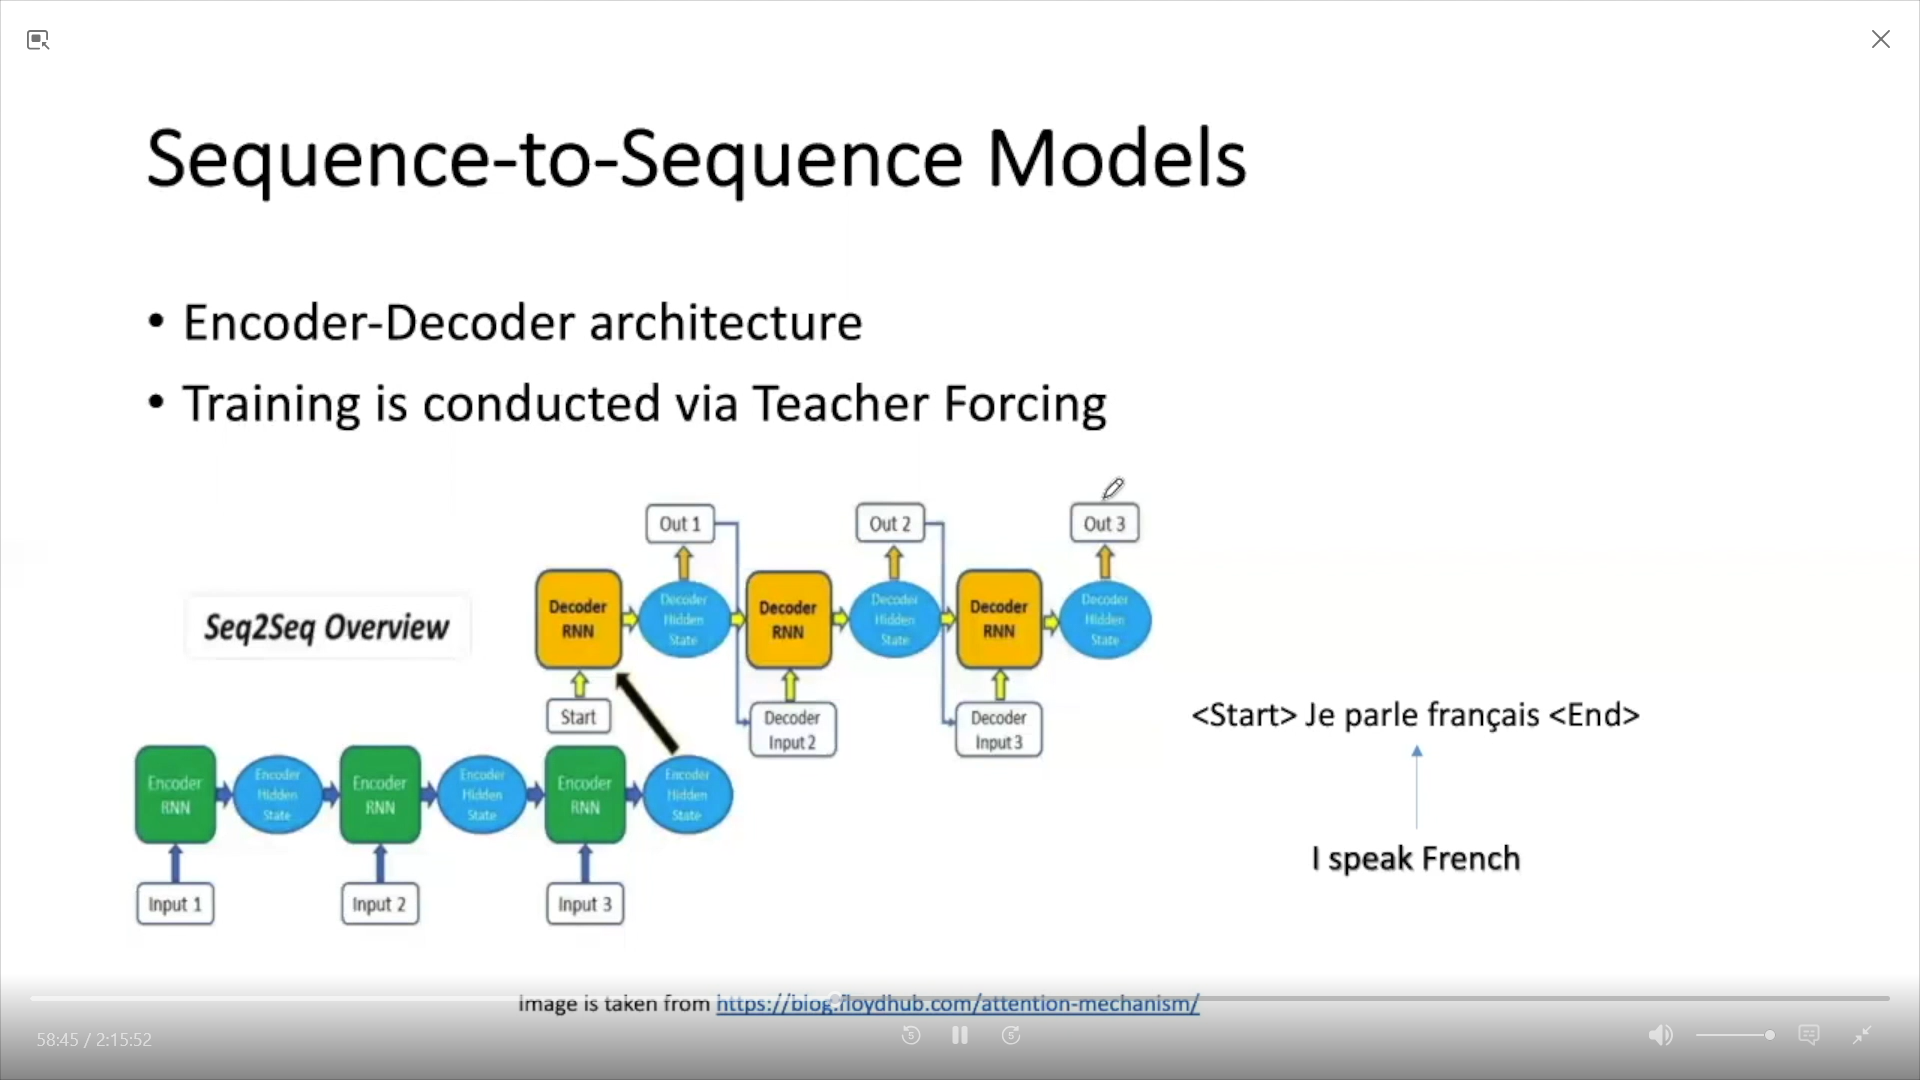 Sequence-to-Sequence Models
• Encoder-Decoder architecture
• Training is conducted via Teacher Forcing
Out 1
Out 2
Out 3
Seq2Seq Overview
Decoder
RNN
Decoder
Hidden
State
Decoder
RNN
Decoder
Hidden
State
Decoder
RNN
Decoder
Hidden
State
Start
Decoder
Input 2
Decoder
Input 3
<Start> Je parle français <End>
Encoder
RNN
Encoder
Hidden
State
Encoder
RNN
Encoder
Hidden
State
Encoder
RNN
Encoder
Hidden
State
I speak French
Input 1
Input 2
Input 3
Image is taken from https://blog.floydhub.com/attention-mechanism/
58:45 / 2:15:52
5
5